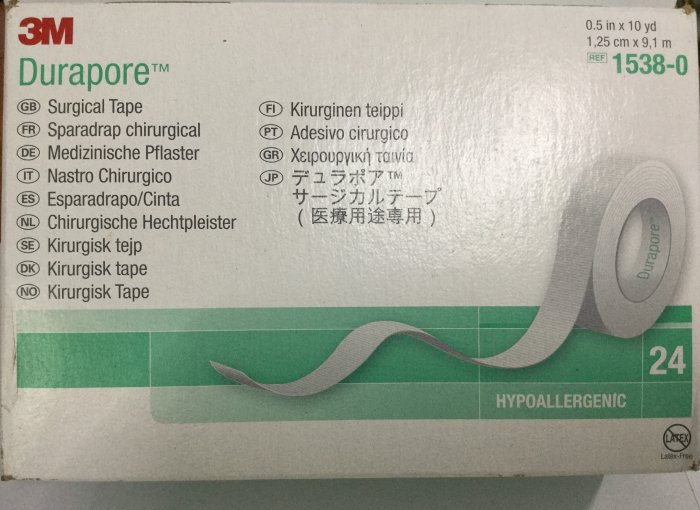 3M
Durapore™
0.5 in x 10 yd
1,25 cm x 9,1 m
REF 1538-0
GB Surgical Tape
FR Sparadrap chirurgical
DE Medizinische Pflaster
IT Nastro Chirurgico
ES Esparadrapo/Cinta
NL Chirurgische Hechtpleister
SE Kirurgisk tejp
DK Kirurgisk tape
NO Kirurgisk Tape
FI Kirurginen teippi
PT Adesivo cirurgico
GR Χειρουργική ταινία
JP デュラポア™
サージカルテープ
(医療用途専用)
Durapore™
24
HYPOALLERGENIC
LATEX
Latex-Free